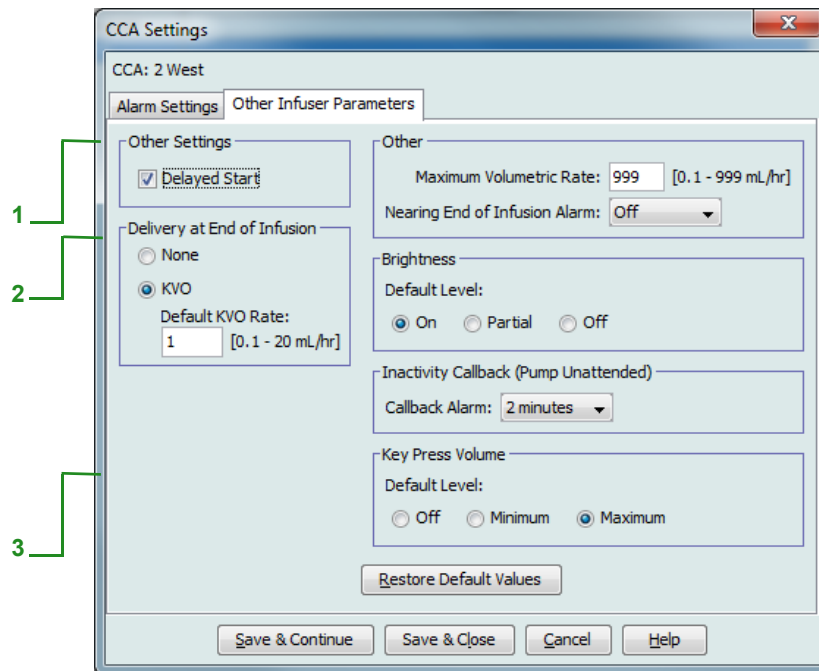 CCA Settings
CCA: 2 West
Alarm Settings
Other Infuser Parameters
1
Other Settings
Delayed Start
2
Delivery at End of Infusion
None
KVO
Default KVO Rate:
1 [0.1 - 20 mL/hr]
Other
Maximum Volumetric Rate: 999 [0.1 - 999 mL/hr]
Nearing End of Infusion Alarm: Off
Brightness
Default Level:
On Partial Off
Inactivity Callback (Pump Unattended)
Callback Alarm: 2 minutes
3
Key Press Volume
Default Level:
Off Minimum Maximum
Restore Default Values
Save & Continue Save & Close Cancel Help